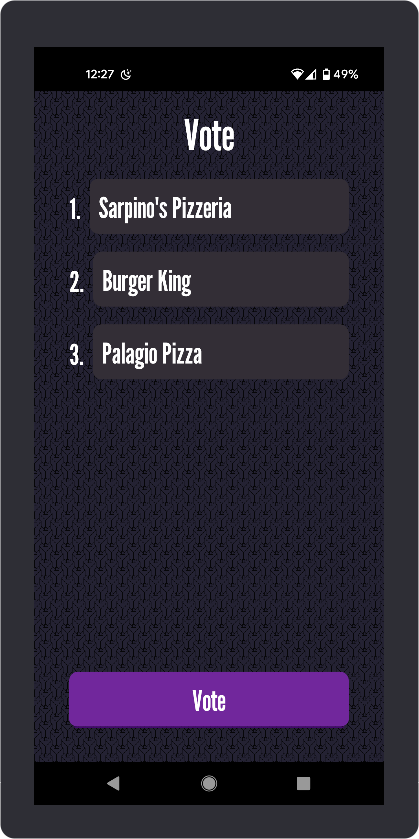 12:27 49%
Vote
1. Sarpino's Pizzeria
2. Burger King
3. Palagio Pizza
Vote